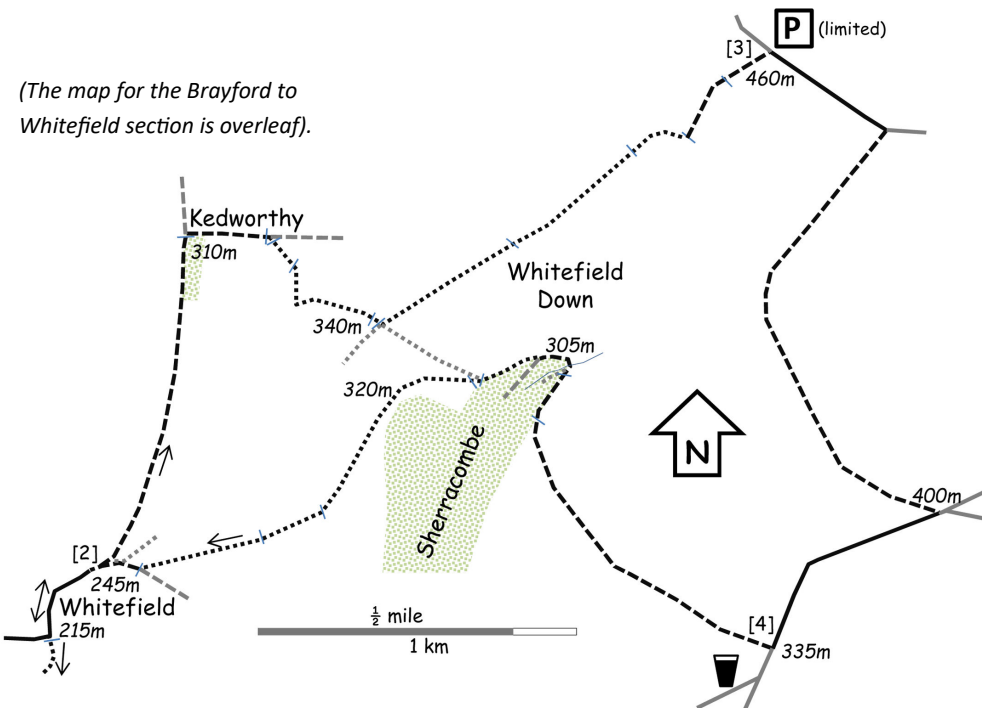 P (limited)
[3]
460m
(The map for the Brayford to
Whitefield section is overleaf).
Kedworthy
310m
Whitefield
Down
340m
305m
320m
Sherracombe
N
400m
[2]
245m
Whitefield
215m
½ mile
1 km
[4]
335m